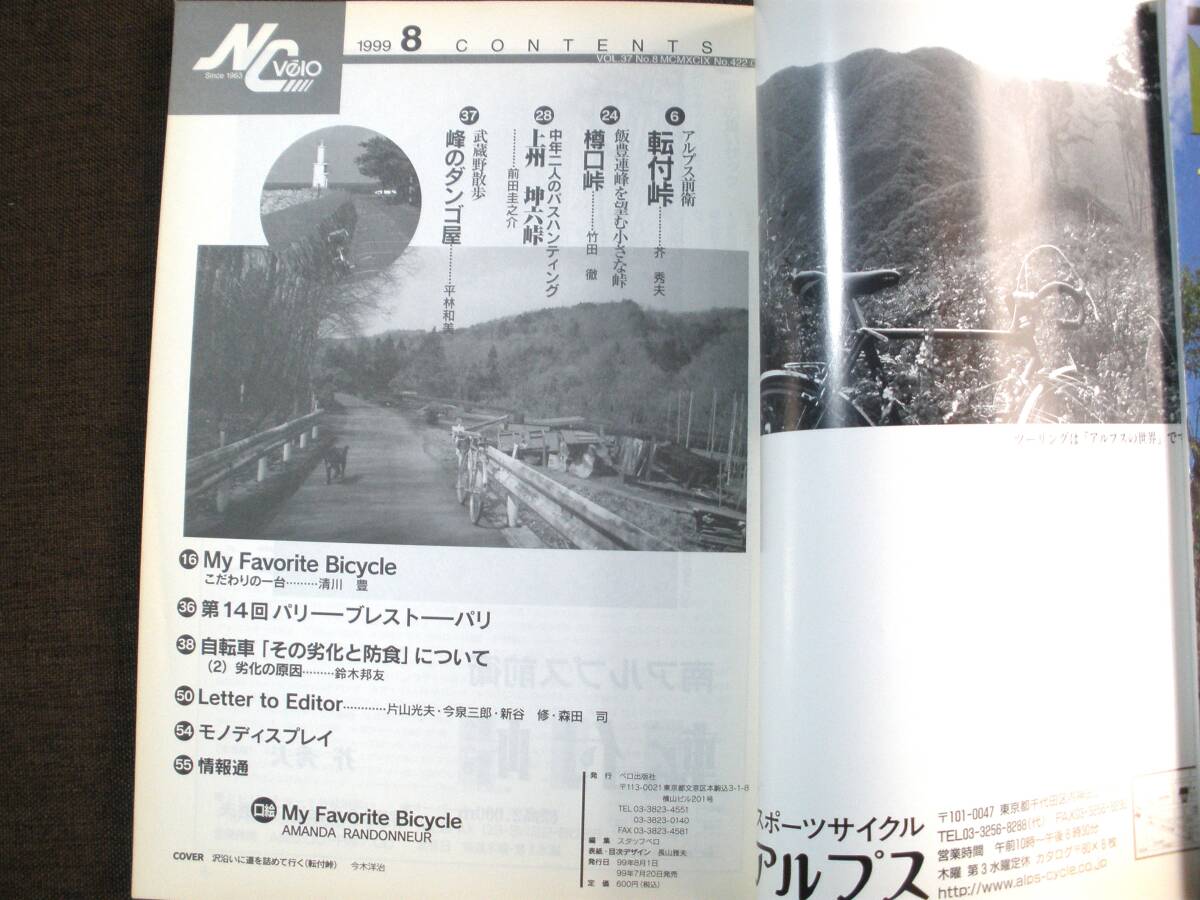 NC vélo
Since 1963
1999 8 CONTENTS
VOL.37 No.8 MCMXCIX No.422
6 アルプス前衛
転付峠…………芥 秀夫
24 飯豊連峰を望む小さな峠
樽口峠…………竹田 徹
28 中年二人のパスハンティング
上州 坤六峠
…………前田圭之介
37 武蔵野散歩
峰のダンゴ屋…………平林和美
16 My Favorite Bicycle
こだわりの一台………清川 豊
36 第14回 パリ──ブレスト──パリ
38 自転車「その劣化と防食」について
(2) 劣化の原因………鈴木邦友
50 Letter to Editor…………片山光夫・今泉三郎・新谷 修・森田 司
54 モノディスプレイ
55 情報通
口絵 My Favorite Bicycle
AMANDA RANDONNEUR
COVER 沢沿いに道を詰めて行く(転付峠) 今木洋治
発 行 ベロ出版社
〒113-0021東京都文京区本駒込3-1-8
横山ビル201号
TEL 03-3823-4551
03-3823-0140
FAX 03-3823-4581
編 集 スタッフベロ
表紙・目次デザイン 長山雅夫
発行日 99年8月1日
99年7月20日発売
定 価 600円(税込)
ツーリングは「アルプスの世界」で
スポーツサイクル
アルプス
〒101-0047 東京都千代田区内神田
TEL.03-3256-8288(代)
営業時間 午前10時〜午後6時30分
木曜 第3水曜定休 カタログ=80×6枚
http://www.alps-cycle.co.jp